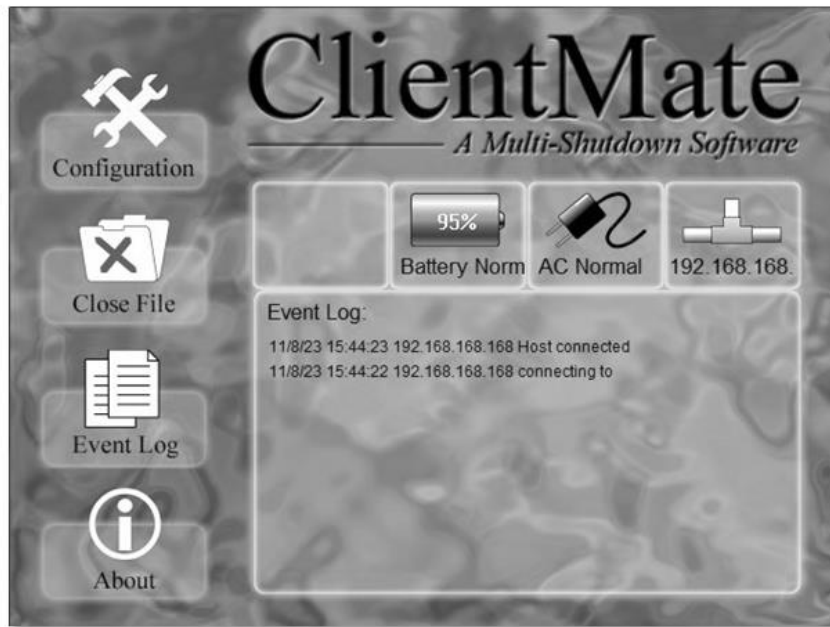 ClientMate
A Multi-Shutdown Software
Configuration
Close File
Event Log
About
95%
Battery Norm
AC Normal
192.168.168.
Event Log:
11/8/23 15:44:23 192.168.168.168 Host connected
11/8/23 15:44:22 192.168.168.168 connecting to